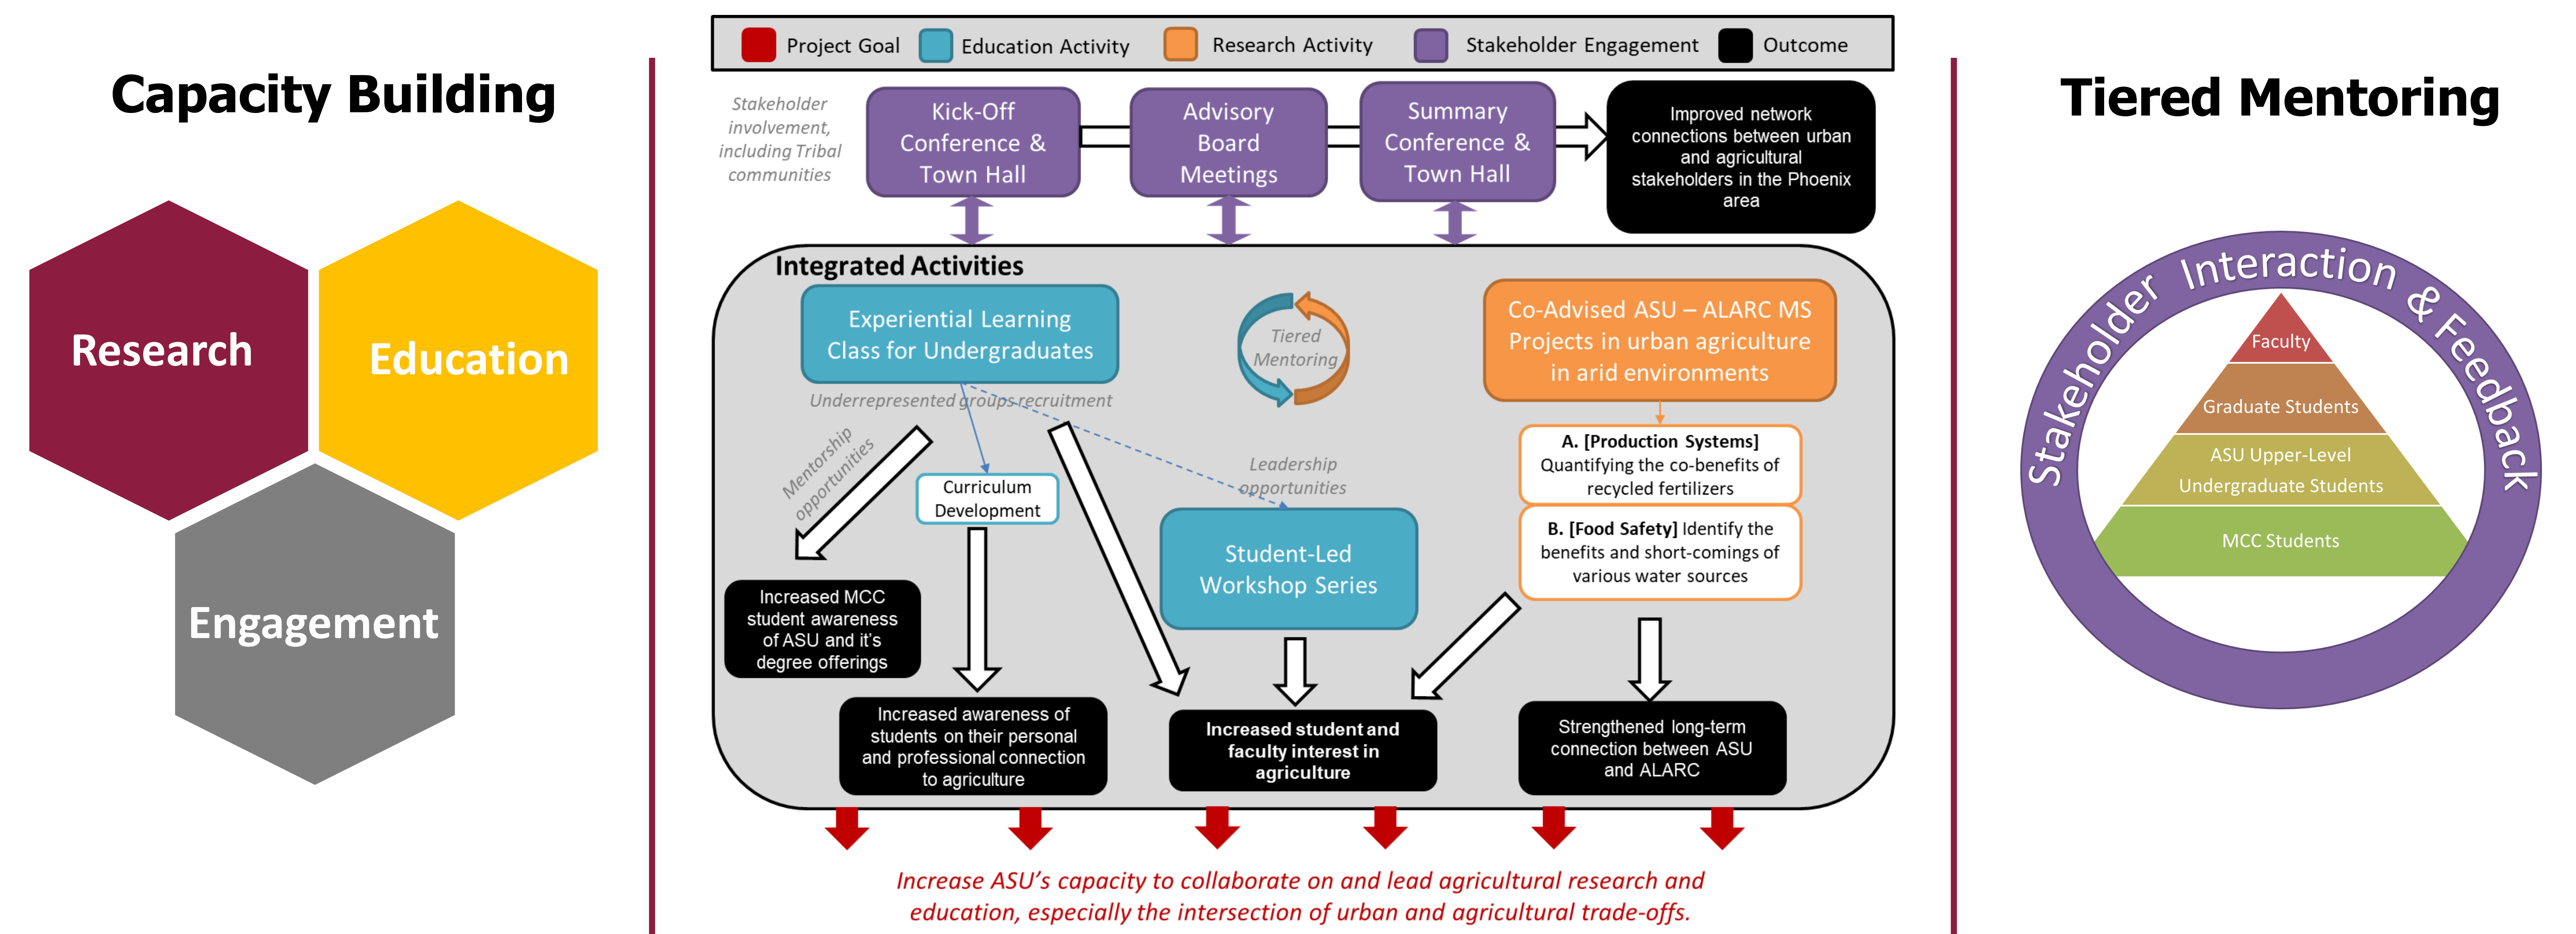 Capacity Building
Research
Education
Engagement
Project Goal
Education Activity
Research Activity
Stakeholder Engagement
Outcome
Stakeholder
involvement,
including Tribal
communities
Kick-Off
Conference &
Town Hall
Advisory
Board
Meetings
Summary
Conference &
Town Hall
Improved network
connections between urban
and agricultural
stakeholders in the Phoenix
area
Integrated Activities
Experiential Learning
Class for Undergraduates
Tiered
Mentoring
Co-Advised ASU – ALARC MS
Projects in urban agriculture
in arid environments
Underrepresented groups recruitment
Mentorship
opportunities
Curriculum
Development
Leadership
opportunities
A. [Production Systems]
Quantifying the co-benefits of
recycled fertilizers
B. [Food Safety] Identify the
benefits and short-comings of
various water sources
Student-Led
Workshop Series
Increased MCC
student awareness
of ASU and it's
degree offerings
Increased awareness of
students on their personal
and professional connection
to agriculture
Increased student and
faculty interest in
agriculture
Strengthened long-term
connection between ASU
and ALARC
Increase ASU's capacity to collaborate on and lead agricultural research and
education, especially the intersection of urban and agricultural trade-offs.
Tiered Mentoring
Stakeholder Interaction & Feedback
Faculty
Graduate Students
ASU Upper-Level
Undergraduate Students
MCC Students